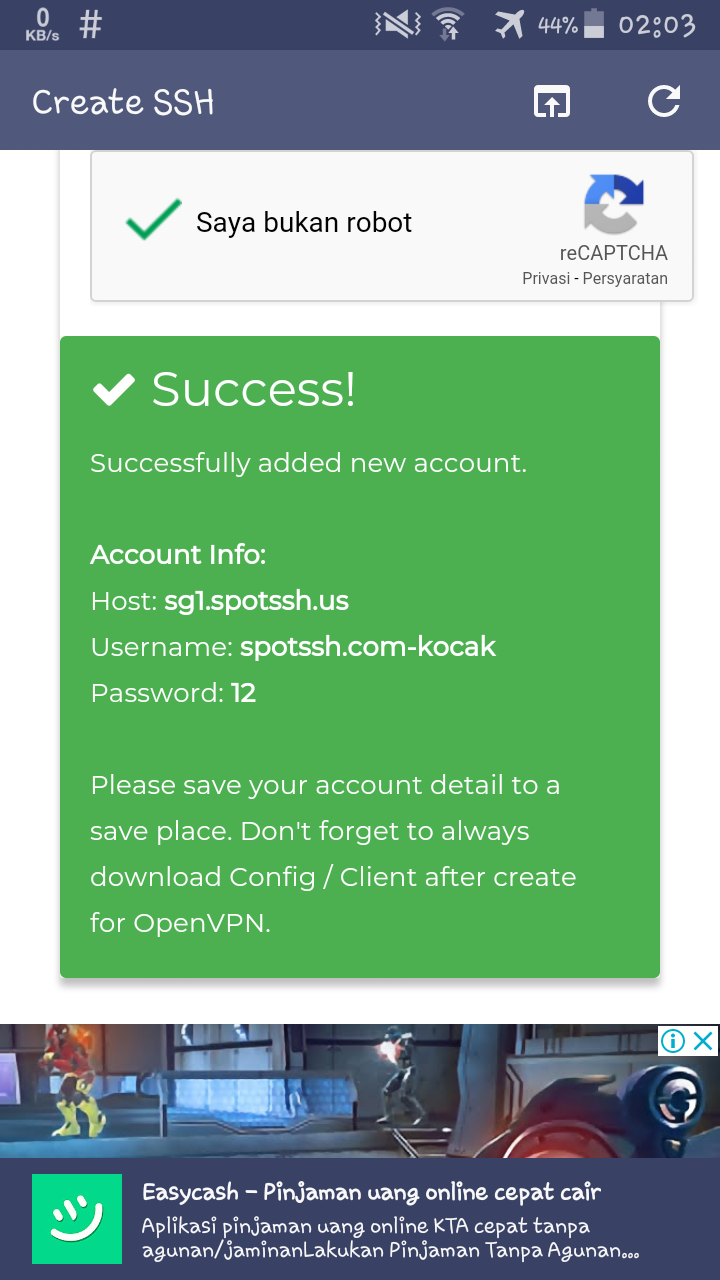 0
KB/s
#
44%
02:03
Create SSH
Saya bukan robot
reCAPTCHA
Privasi - Persyaratan
Success!
Successfully added new account.
Account Info:
Host: sg1.spotssh.us
Username: spotssh.com-kocak
Password: 12
Please save your account detail to a
save place. Don't forget to always
download Config / Client after create
for OpenVPN.
Easycash – Pinjaman uang online cepat cair
Aplikasi pinjaman uang online KTA cepat tanpa
agunan/jaminanLakukan Pinjaman Tanpa Agunan...